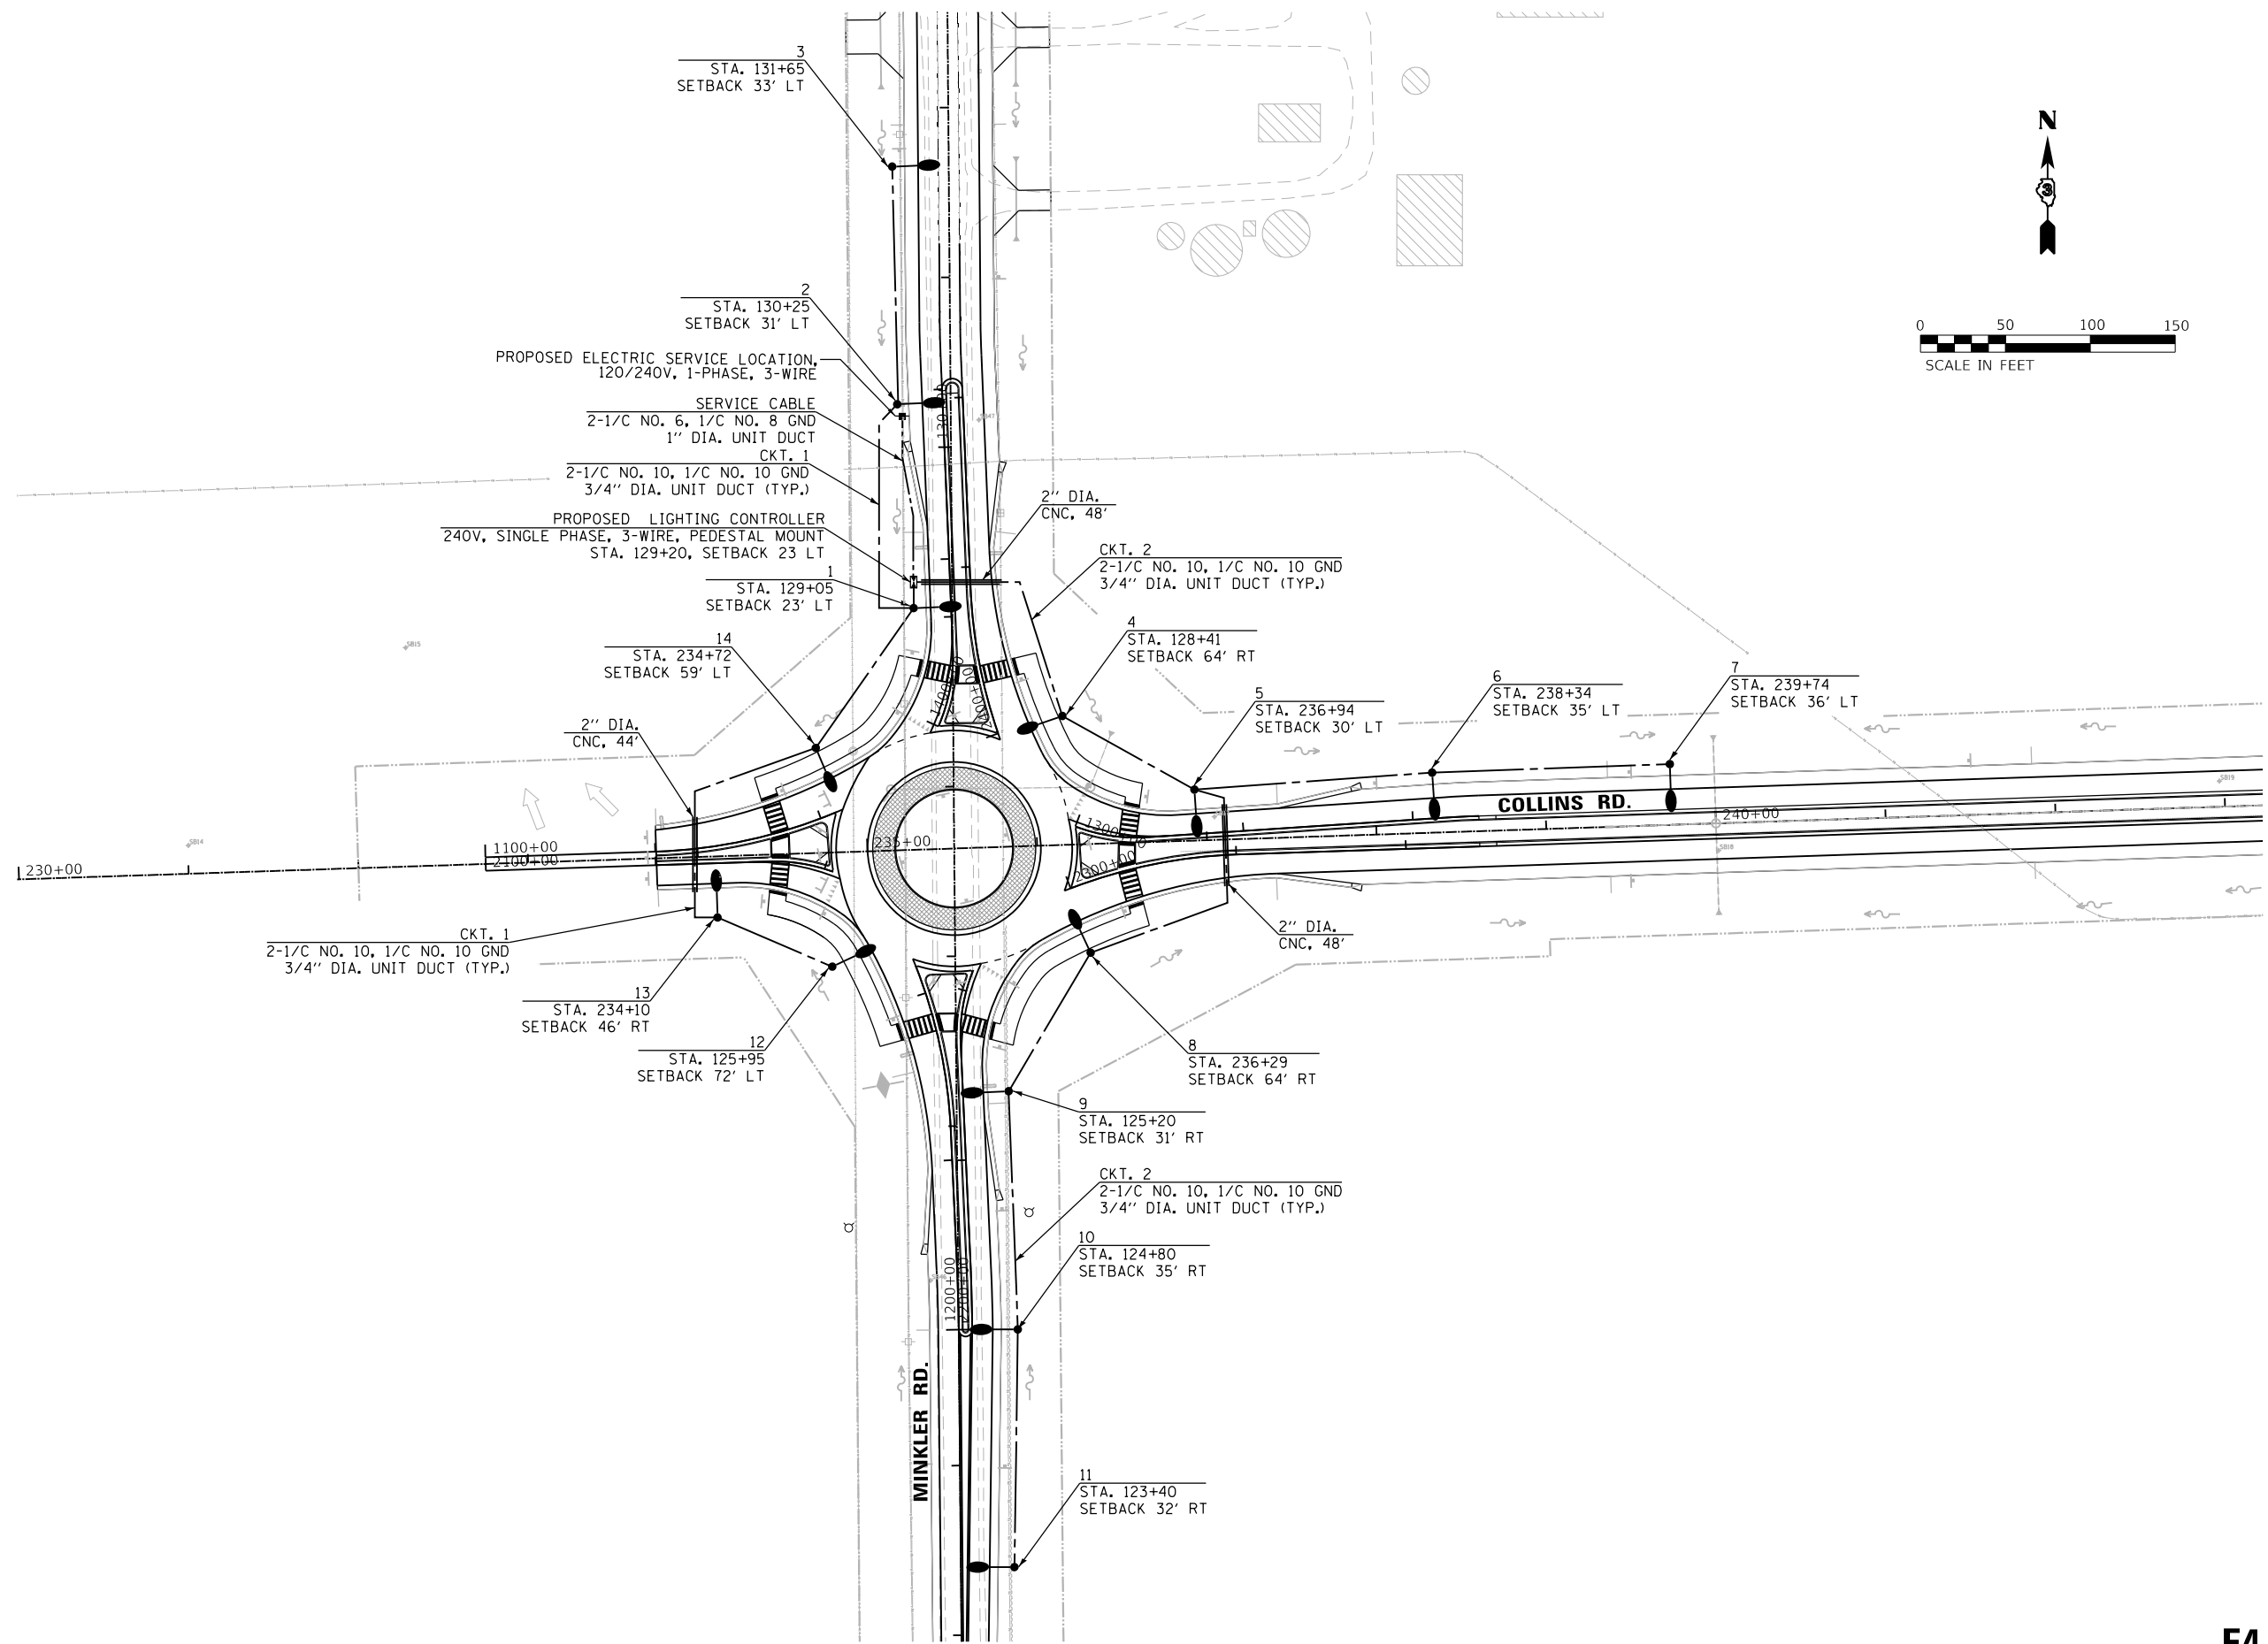 3
STA. 131+65
SETBACK 33' LT
N
3
2
STA. 130+25
SETBACK 31' LT
0 50 100 150
SCALE IN FEET
PROPOSED ELECTRIC SERVICE LOCATION,
120/240V, 1-PHASE, 3-WIRE
SERVICE CABLE
2-1/C NO. 6, 1/C NO. 8 GND
1" DIA. UNIT DUCT
CKT. 1
2-1/C NO. 10, 1/C NO. 10 GND
3/4" DIA. UNIT DUCT (TYP.)
PROPOSED LIGHTING CONTROLLER
240V, SINGLE PHASE, 3-WIRE, PEDESTAL MOUNT
STA. 129+20, SETBACK 23 LT
2" DIA.
CNC, 48'
CKT. 2
2-1/C NO. 10, 1/C NO. 10 GND
3/4" DIA. UNIT DUCT (TYP.)
1
STA. 129+05
SETBACK 23' LT
4
STA. 128+41
SETBACK 64' RT
14
STA. 234+72
SETBACK 59' LT
SB15
5
STA. 236+94
SETBACK 30' LT
6
STA. 238+34
SETBACK 35' LT
7
STA. 239+74
SETBACK 36' LT
2" DIA.
CNC, 44'
COLLINS RD.
SB19
240+00
SB18
SB14
230+00
1100+00
2100+00
235+00
2300+00
CKT. 1
2-1/C NO. 10, 1/C NO. 10 GND
3/4" DIA. UNIT DUCT (TYP.)
2" DIA.
CNC, 48'
13
STA. 234+10
SETBACK 46' RT
12
STA. 125+95
SETBACK 72' LT
8
STA. 236+29
SETBACK 64' RT
9
STA. 125+20
SETBACK 31' RT
CKT. 2
2-1/C NO. 10, 1/C NO. 10 GND
3/4" DIA. UNIT DUCT (TYP.)
10
STA. 124+80
SETBACK 35' RT
1200+00
2200+00
MINKLER RD.
11
STA. 123+40
SETBACK 32' RT